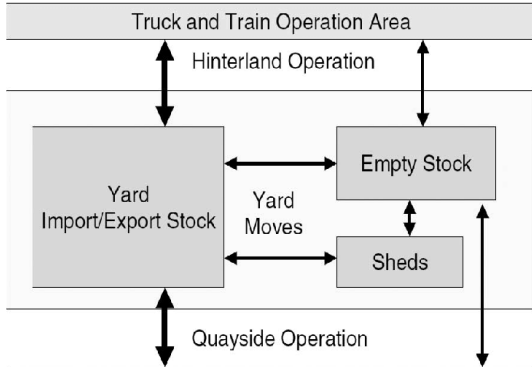 Truck and Train Operation Area
Hinterland Operation
Empty Stock
Yard
Import/Export Stock
Yard
Moves
Sheds
Quayside Operation